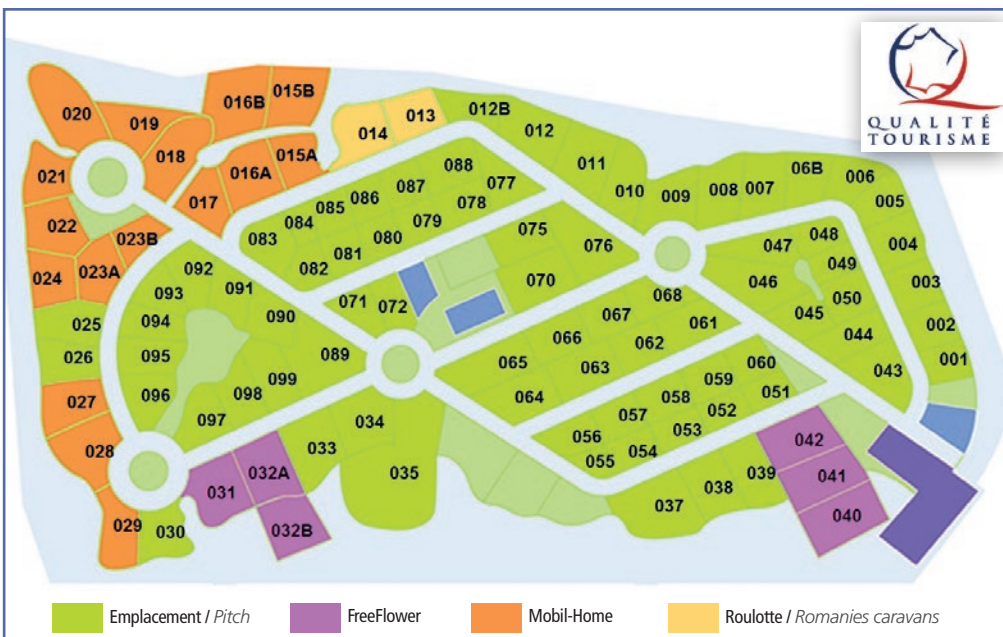 QUALITÉ
TOURISME
016B 015B
020 019 014 013 012B
012
018 015A
016A 088 011
021 017 087 077 010 009 008 007 06B 006
086 078 005
022 085 079 075
084 080 076 047 048 004
023B 083 081
024 023A 092 082 070 046 049 003
093 091 071 072 068 050
025 094 090 067 061 045 002
066 062 044
026 095 089 065 063 060 043 001
099 059
027 096 098 064 058 051
097 034 057 052
028 033 056 053 042
032A 035 055 054 039
031 038 041
029 030 032B 037 040
Emplacement / Pitch FreeFlower Mobil-Home Roulotte / Romanies caravans